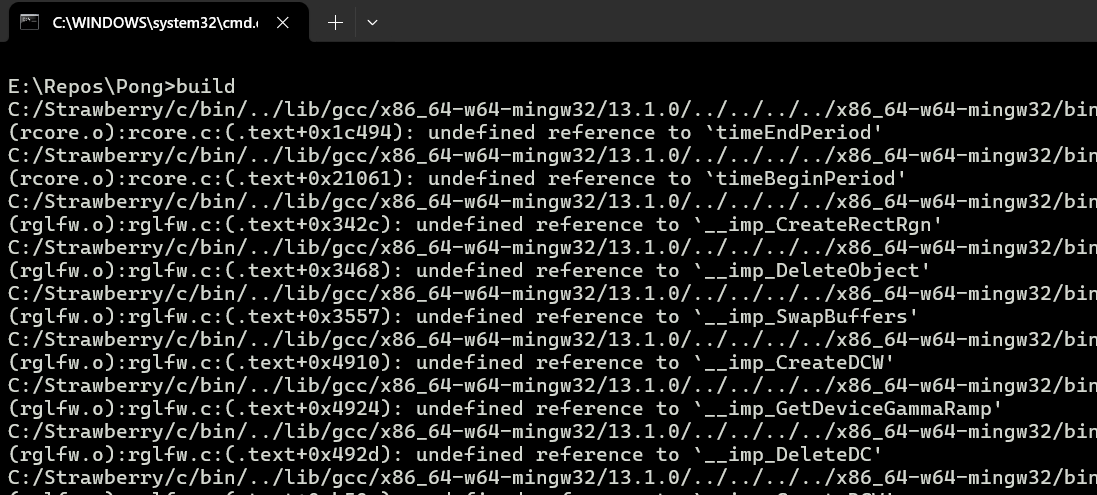 C:\WINDOWS\system32\cmd.e
E:\Repos\Pong>build
C:/Strawberry/c/bin/../lib/gcc/x86_64-w64-mingw32/13.1.0/../../../../x86_64-w64-mingw32/bin
(rcore.o):rcore.c:(.text+0x1c494): undefined reference to `timeEndPeriod'
C:/Strawberry/c/bin/../lib/gcc/x86_64-w64-mingw32/13.1.0/../../../../x86_64-w64-mingw32/bin
(rcore.o):rcore.c:(.text+0x21061): undefined reference to `timeBeginPeriod'
C:/Strawberry/c/bin/../lib/gcc/x86_64-w64-mingw32/13.1.0/../../../../x86_64-w64-mingw32/bin
(rglfw.o):rglfw.c:(.text+0x342c): undefined reference to `__imp_CreateRectRgn'
C:/Strawberry/c/bin/../lib/gcc/x86_64-w64-mingw32/13.1.0/../../../../x86_64-w64-mingw32/bin
(rglfw.o):rglfw.c:(.text+0x3468): undefined reference to `__imp_DeleteObject'
C:/Strawberry/c/bin/../lib/gcc/x86_64-w64-mingw32/13.1.0/../../../../x86_64-w64-mingw32/bin
(rglfw.o):rglfw.c:(.text+0x3557): undefined reference to `__imp_SwapBuffers'
C:/Strawberry/c/bin/../lib/gcc/x86_64-w64-mingw32/13.1.0/../../../../x86_64-w64-mingw32/bin
(rglfw.o):rglfw.c:(.text+0x4910): undefined reference to `__imp_CreateDCW'
C:/Strawberry/c/bin/../lib/gcc/x86_64-w64-mingw32/13.1.0/../../../../x86_64-w64-mingw32/bin
(rglfw.o):rglfw.c:(.text+0x4924): undefined reference to `__imp_GetDeviceGammaRamp'
C:/Strawberry/c/bin/../lib/gcc/x86_64-w64-mingw32/13.1.0/../../../../x86_64-w64-mingw32/bin
(rglfw.o):rglfw.c:(.text+0x492d): undefined reference to `__imp_DeleteDC'
C:/Strawberry/c/bin/../lib/gcc/x86_64-w64-mingw32/13.1.0/../../../../x86_64-w64-mingw32/bin